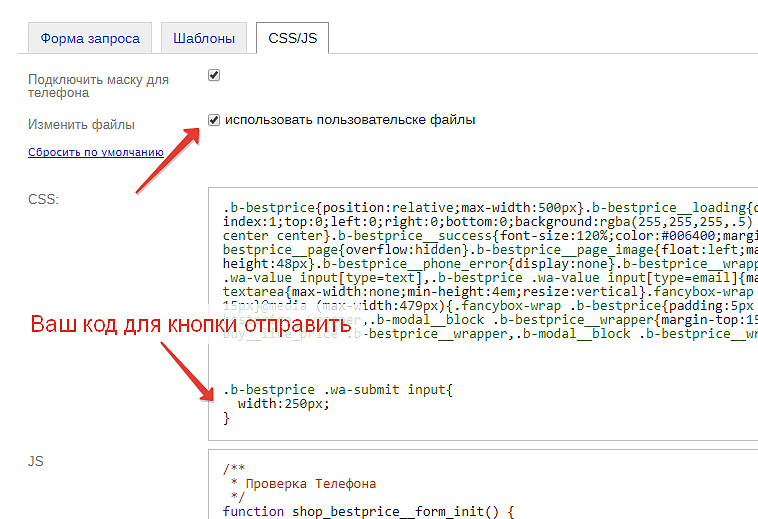 Форма запроса
Шаблоны
CSS/JS
Подключить маску для
телефона
Изменить файлы
использовать пользовательске файлы
Сбросить по умолчанию
CSS:
.b-bestprice{position:relative;max-width:500px}.b-bestprice__loading{
index:1;top:0;left:0;right:0;bottom:0;background:rgba(255,255,255,.5)
center center}.b-bestprice__success{font-size:120%;color:#006400;margi
bestprice__page{overflow:hidden}.b-bestprice__page_image{float:left;ma
height:48px}.b-bestprice__phone_error{display:none}.b-bestprice__wrapp
.wa-value input[type=text],.b-bestprice .wa-value input[type=email]{ma
textarea{max-width:none;min-height:4em;resize:vertical}.fancybox-wrap
15px}@media (max-width:479px){.fancybox-wrap .b-bestprice{padding:5px
Ваш код для кнопки отправить
,.b-modal__block .b-bestprice__wrapper{margin-top:15
.b-bestprice__wrapper,.b-modal__block .b-bestprice__wr
.b-bestprice .wa-submit input{
width:250px;
}
JS
/**
* Проверка Телефона
*/
function shop_bestprice__form_init() {